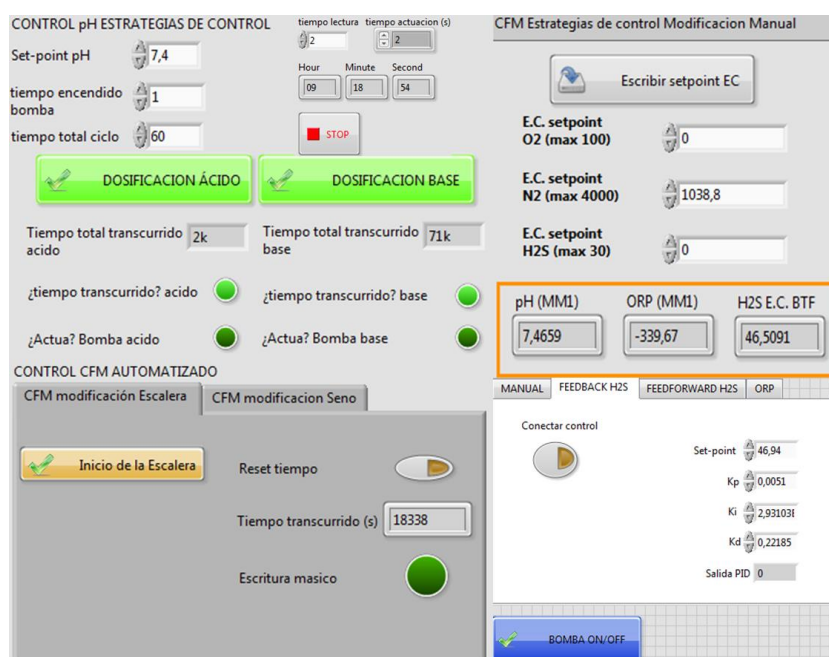 CONTROL pH ESTRATEGIAS DE CONTROL
tiempo lectura
2
tiempo actuacion (s)
2
Set-point pH
7,4
Hour
Minute
Second
09
18
54
tiempo encendido
bomba
1
tiempo total ciclo
60
STOP
DOSIFICACION ÁCIDO
DOSIFICACION BASE
Tiempo total transcurrido
acido
2k
Tiempo total transcurrido
base
71k
¿tiempo transcurrido? acido
¿tiempo transcurrido? base
¿Actua? Bomba acido
¿Actua? Bomba base
CONTROL CFM AUTOMATIZADO
CFM modificación Escalera
CFM modificacion Seno
Inicio de la Escalera
Reset tiempo
Tiempo transcurrido (s)
18338
Escritura masico
CFM Estrategias de control Modificacion Manual
Escribir setpoint EC
E.C. setpoint
O2 (max 100)
0
E.C. setpoint
N2 (max 4000)
1038,8
E.C. setpoint
H2S (max 30)
0
pH (MM1)
ORP (MM1)
H2S E.C. BTF
7,4659
-339,67
46,5091
MANUAL
FEEDBACK H2S
FEEDFORWARD H2S
ORP
Conectar control
Set-point
46,94
Kp
0,0051
Ki
2,93103E
Kd
0,22185
Salida PID
0
BOMBA ON/OFF